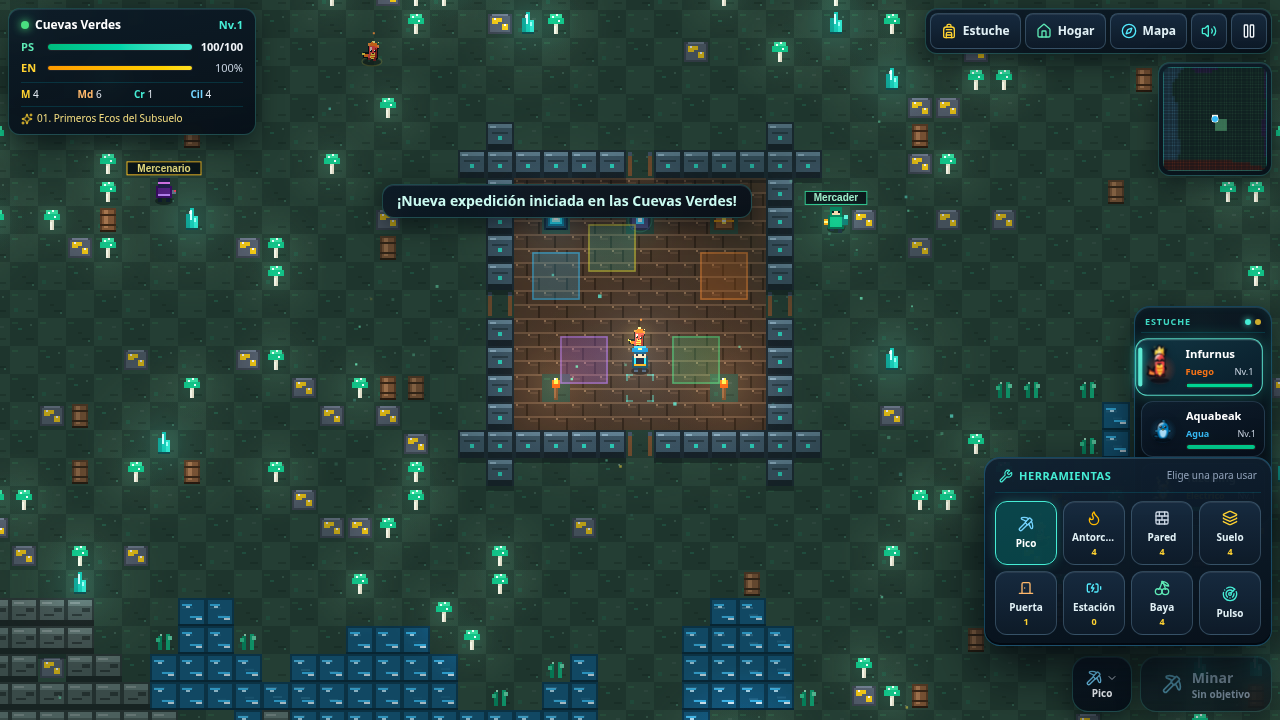 Cuevas Verdes Nv.1
PS 100/100
EN 100%
M 4 Md 6 Cr 1 Cil 4
01. Primeros Ecos del Subsuelo
Estuche Hogar Mapa
Mercenario
Mercader
¡Nueva expedición iniciada en las Cuevas Verdes!
ESTUCHE
Infurnus
Fuego Nv.1
Aquabeak
Agua Nv.1
HERRAMIENTAS Elige una para usar
Pico
Antorc... 4
Pared 4
Suelo 4
Puerta 1
Estación 0
Baya 4
Pulso
Pico
Minar
Sin objetivo